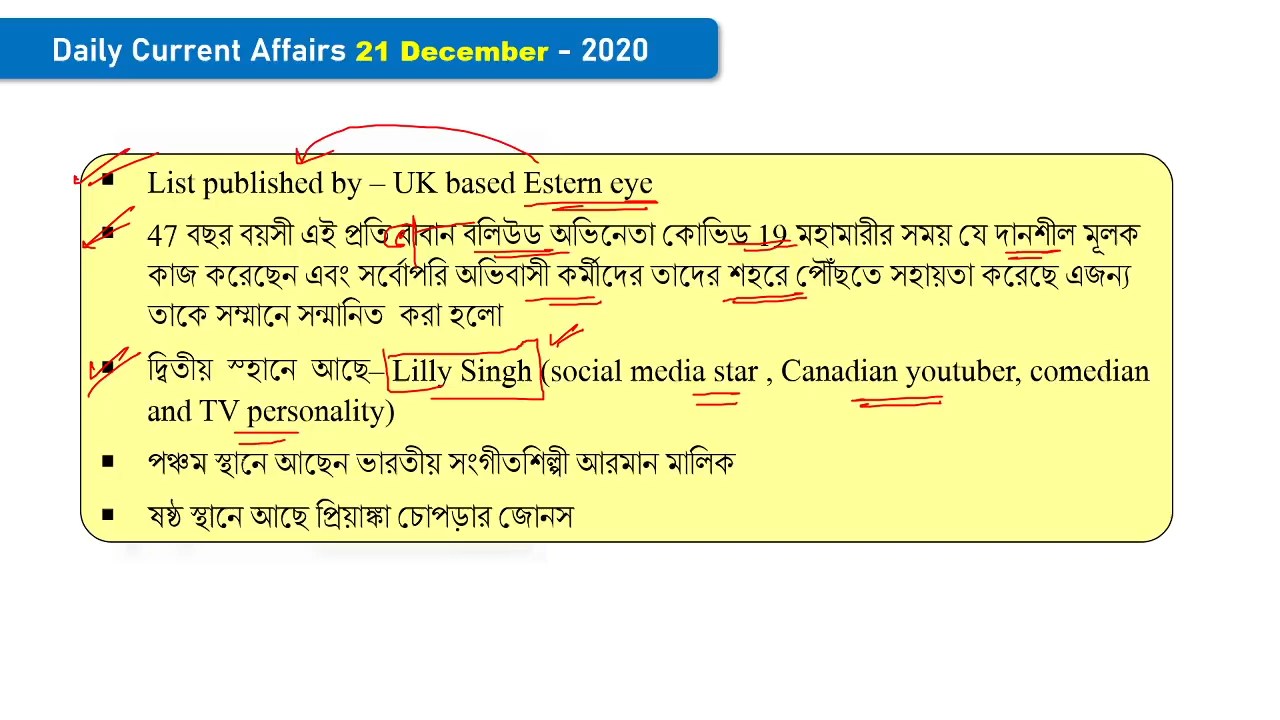 Daily Current Affairs 21 December - 2020
List published by – UK based Estern eye
47 বছর বয়সী এই প্রতি বাবান বলিউড অভিনেতা কোভিড 19 মহামারীর সময় যে দানশীল মূলক
কাজ করেছেন এবং সর্বোপরি অভিবাসী কর্মীদের তাদের শহরে পৌঁছতে সহায়তা করেছে এজন্য
তাকে সম্মানে সন্মানিত করা হলো
দ্বিতীয় স্হানে আছে– Lilly Singh (social media star , Canadian youtuber, comedian
and TV personality)
পঞ্চম স্থানে আছেন ভারতীয় সংগীতশিল্পী আরমান মালিক
ষষ্ঠ স্থানে আছে প্রিয়াঙ্কা চোপড়ার জোনস